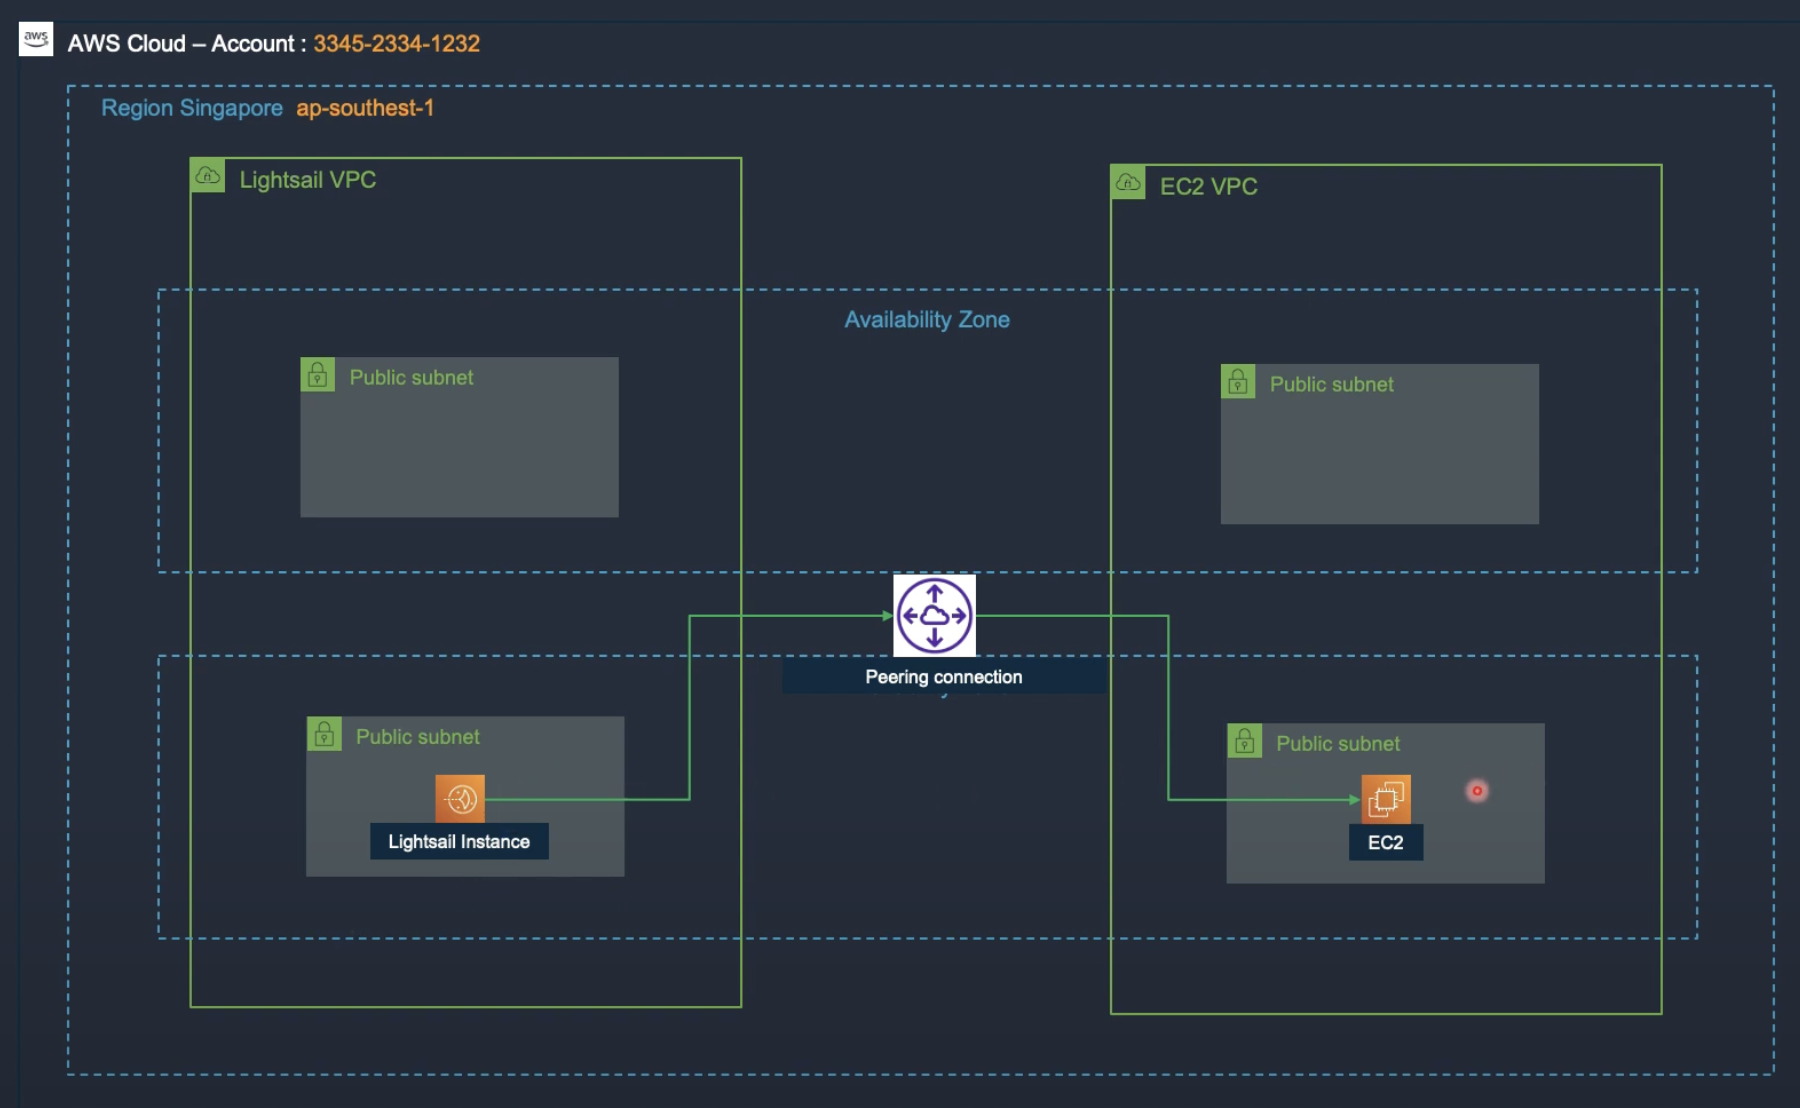 aws
AWS Cloud – Account : 3345-2334-1232
Region Singapore ap-southest-1
Lightsail VPC
EC2 VPC
Availability Zone
Public subnet
Public subnet
Peering connection
Public subnet
Public subnet
Lightsail Instance
EC2